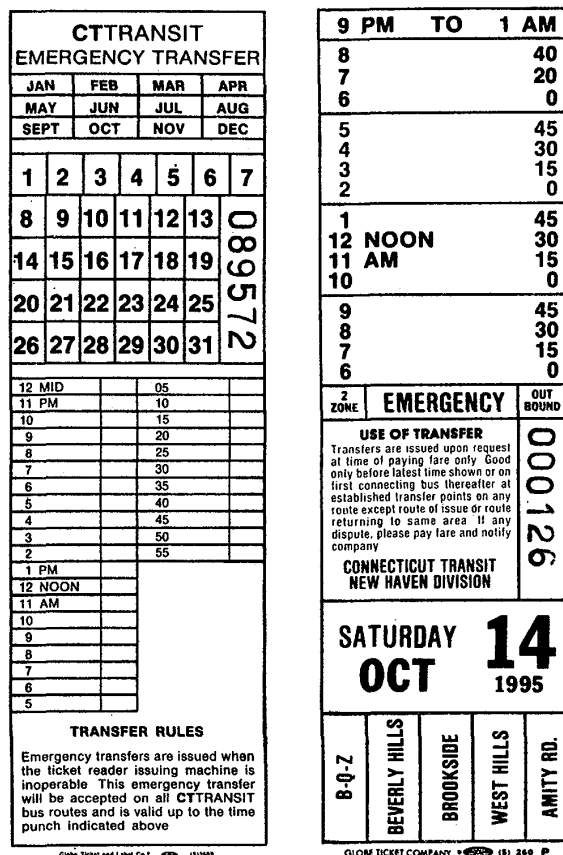 CTTRANSIT
EMERGENCY TRANSFER
JAN FEB MAR APR
MAY JUN JUL AUG
SEPT OCT NOV DEC
1 2 3 4 5 6 7
8 9 10 11 12 13
14 15 16 17 18 19
20 21 22 23 24 25
26 27 28 29 30 31
089572
12 MID 05
11 PM 10
10 15
9 20
8 25
7 30
6 35
5 40
4 45
3 50
2 55
1 PM
12 NOON
11 AM
10
9
8
7
6
5
TRANSFER RULES
Emergency transfers are issued when
the ticket reader issuing machine is
inoperable This emergency transfer
will be accepted on all CTTRANSIT
bus routes and is valid up to the time
punch indicated above
Globe Ticket and Label Co.
9 PM TO 1 AM
8 40
7 20
6 0
5 45
4 30
3 15
2 0
1 45
12 NOON 30
11 AM 15
10 0
9 45
8 30
7 15
6 0
2 ZONE
EMERGENCY
OUT BOUND
USE OF TRANSFER
Transfers are issued upon request
at time of paying fare only Good
only before latest time shown or on
first connecting bus thereafter at
established transfer points on any
route except route of issue or route
returning to same area If any
dispute, please pay fare and notify
company
CONNECTICUT TRANSIT
NEW HAVEN DIVISION
000126
SATURDAY
OCT
14
1995
B-Q-Z
BEVERLY HILLS
BROOKSIDE
WEST HILLS
AMITY RD.
GLOBE TICKET COMPANY (5) 260 P